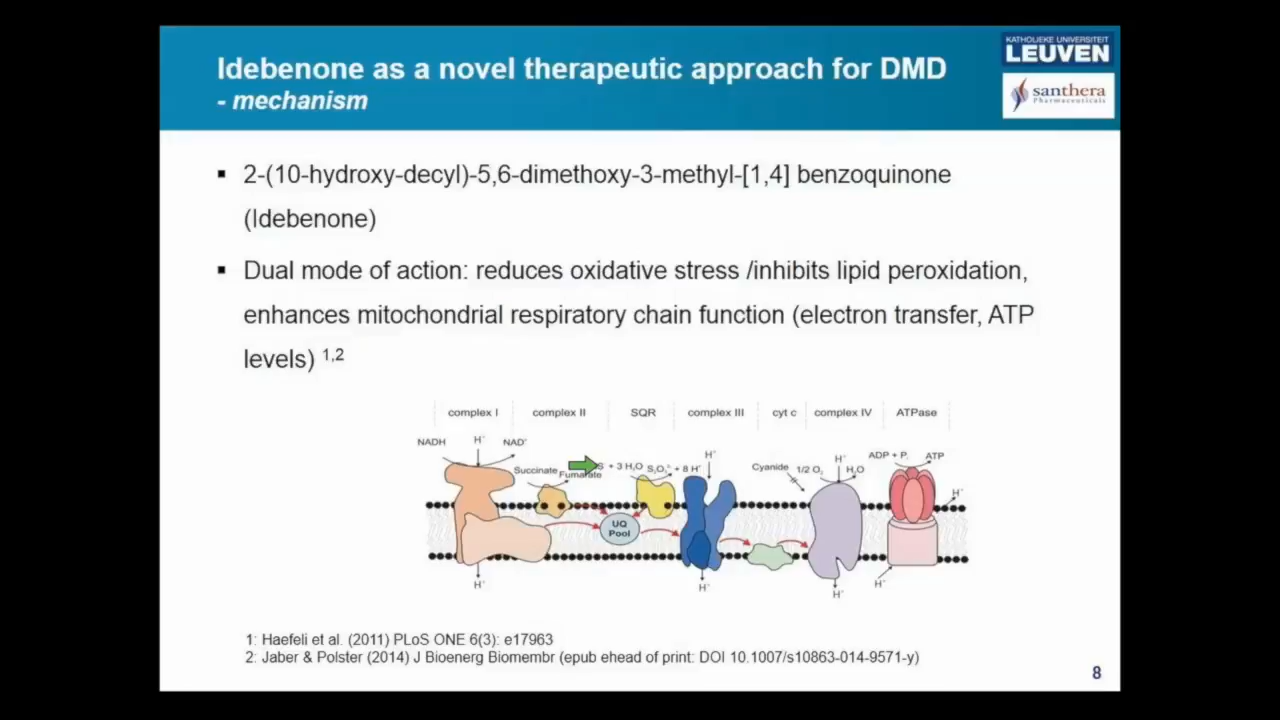 Idebenone as a novel therapeutic approach for DMD
- mechanism
KATHOLIEKE UNIVERSITEIT
LEUVEN
santhera
Pharmaceuticals
▪ 2-(10-hydroxy-decyl)-5,6-dimethoxy-3-methyl-[1,4] benzoquinone
(Idebenone)
▪ Dual mode of action: reduces oxidative stress /inhibits lipid peroxidation,
enhances mitochondrial respiratory chain function (electron transfer, ATP
levels) 1,2
complex I complex II SQR complex III cyt c complex IV ATPase
NADH H⁺ NAD⁺
Succinate Fumarate
+ 3 H₂O S₂O₃²⁻ + 8 H⁺
H⁺
Cyanide 1/2 O₂ H⁺ H₂O
ADP + Pᵢ ATP
H⁺
UQ
Pool
H⁺ H⁺ H⁺ H⁺
1: Haefeli et al. (2011) PLoS ONE 6(3): e17963
2: Jaber & Polster (2014) J Bioenerg Biomembr (epub ehead of print: DOI 10.1007/s10863-014-9571-y)
8